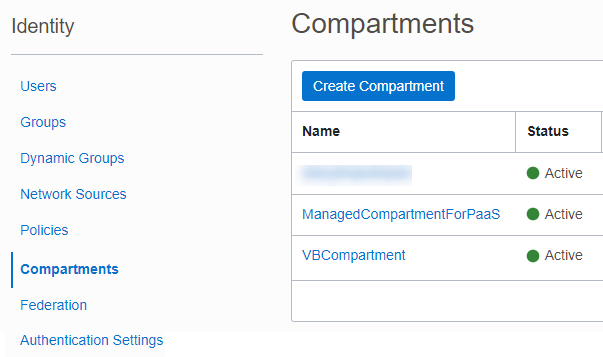 Identity
Users
Groups
Dynamic Groups
Network Sources
Policies
Compartments
Federation
Authentication Settings
Compartments
Create Compartment
Name Status
Active
ManagedCompartmentForPaaS Active
VBCompartment Active